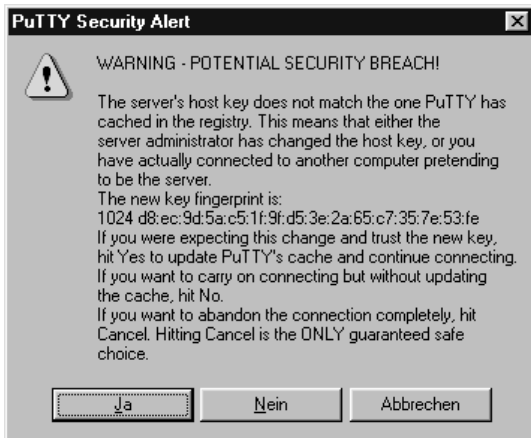 PuTTY Security Alert
WARNING - POTENTIAL SECURITY BREACH!
The server's host key does not match the one PuTTY has
cached in the registry. This means that either the
server administrator has changed the host key, or you
have actually connected to another computer pretending
to be the server.
The new key fingerprint is:
1024 d8:ec:9d:5a:c5:1f:9f:d5:3e:2a:65:c7:35:7e:53:fe
If you were expecting this change and trust the new key,
hit Yes to update PuTTY's cache and continue connecting.
If you want to carry on connecting but without updating
the cache, hit No.
If you want to abandon the connection completely, hit
Cancel. Hitting Cancel is the ONLY guaranteed safe
choice.
Ja
Nein
Abbrechen